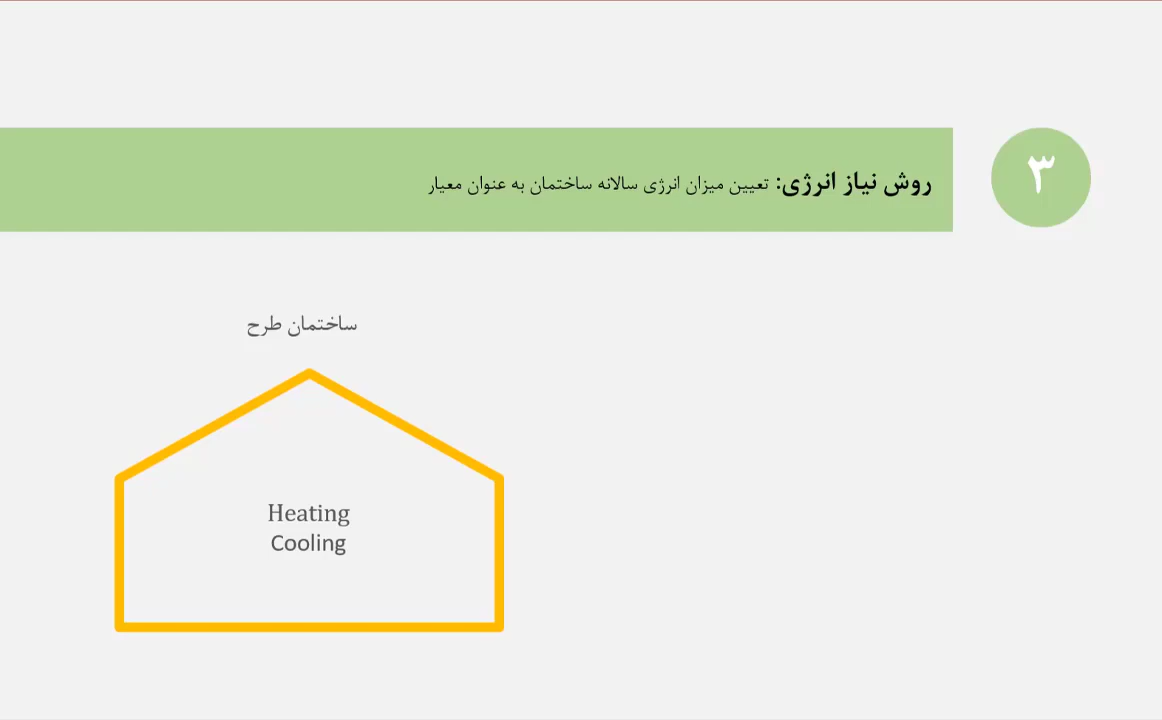 ۳
روش نیاز انرژی: تعیین میزان انرژی سالانه ساختمان به عنوان معیار
ساختمان طرح
Heating
Cooling